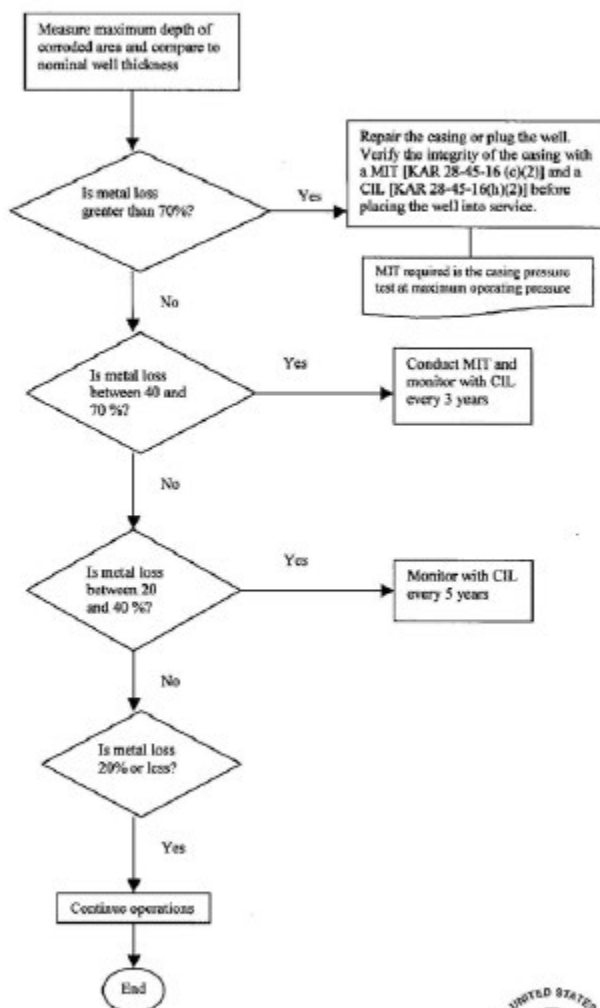 Measure maximum depth of
corroded area and compare to
nominal well thickness
Is metal loss
greater than 70%?
Yes
Repair the casing or plug the well.
Verify the integrity of the casing with
a MIT [KAR 28-45-16 (c)(2)] and a
CIL [KAR 28-45-16(h)(2)] before
placing the well into service.
MIT required is the casing pressure
test at maximum operating pressure
No
Is metal loss
between 40 and
70 %?
Yes
Conduct MIT and
monitor with CIL
every 3 years
No
Is metal loss
between 20
and 40 %?
Yes
Monitor with CIL
every 5 years
No
Is metal loss
20% or less?
Yes
Continue operations
End
UNITED STATES